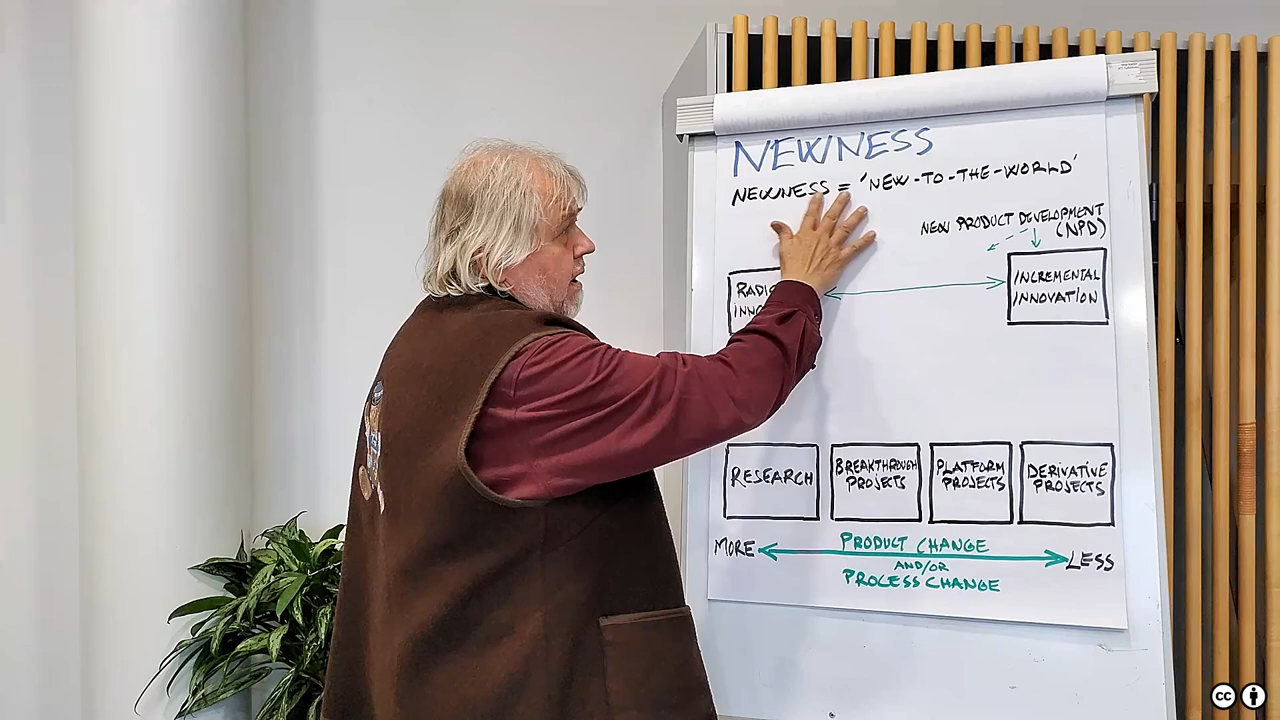 NEWNESS
NEWNESS = 'NEW-TO-THE-WORLD'
NEW PRODUCT DEVELOPMENT
(NPD)
INCREMENTAL
INNOVATION
RESEARCH
BREAKTHROUGH
PROJECTS
PLATFORM
PROJECTS
DERIVATIVE
PROJECTS
MORE
PRODUCT CHANGE
AND/OR
PROCESS CHANGE
LESS
cc